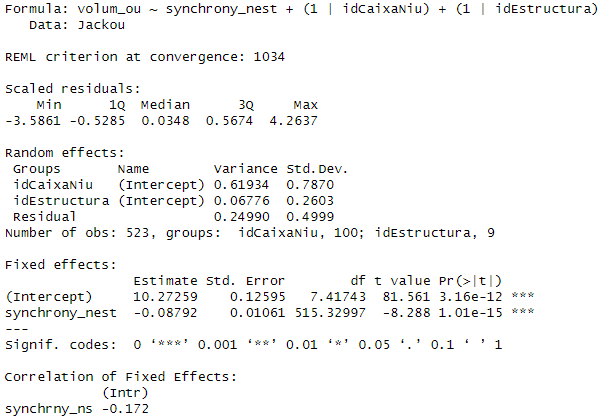 Formula: volum_ou ~ synchrony_nest + (1 | idCaixaNiu) + (1 | idEstructura)
   Data: Jackou

REML criterion at convergence: 1034

Scaled residuals:
    Min      1Q  Median      3Q     Max
-3.5861 -0.5285  0.0348  0.5674  4.2637

Random effects:
 Groups       Name        Variance Std.Dev.
 idCaixaNiu   (Intercept) 0.61934  0.7870
 idEstructura (Intercept) 0.06776  0.2603
 Residual                 0.24990  0.4999
Number of obs: 523, groups:  idCaixaNiu, 100; idEstructura, 9

Fixed effects:
                Estimate Std. Error        df t value Pr(>|t|)
(Intercept)     10.27259    0.12595   7.41743  81.561 3.16e-12 ***
synchrony_nest  -0.08792    0.01061 515.32997  -8.288 1.01e-15 ***
---
Signif. codes:  0 ‘***’ 0.001 ‘**’ 0.01 ‘*’ 0.05 ‘.’ 0.1 ‘ ’ 1

Correlation of Fixed Effects:
            (Intr)
synchrny_ns -0.172